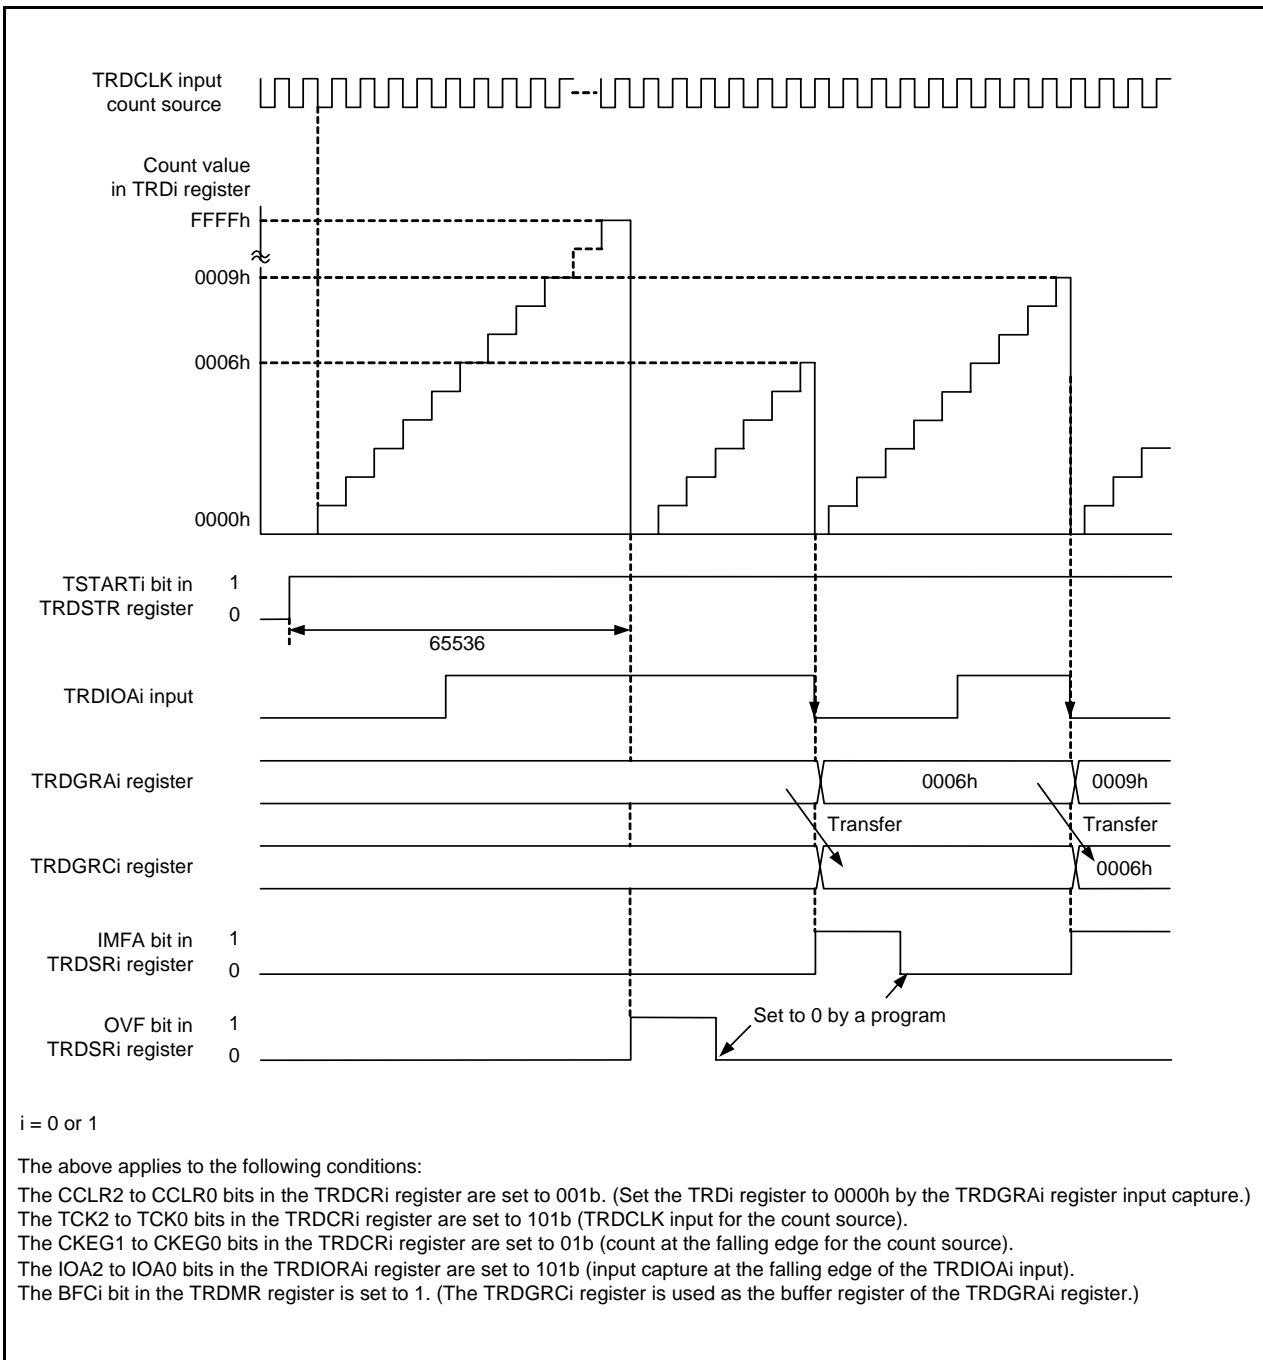 TRDCLK input
count source
Count value
in TRDi register
FFFFh
0009h
0006h
0000h
TSTARTi bit in
TRDSTR register
1
0
65536
TRDIOAi input
TRDGRAi register
0006h
0009h
Transfer
Transfer
TRDGRCi register
0006h
IMFA bit in
TRDSRi register
1
0
Set to 0 by a program
OVF bit in
TRDSRi register
1
0
i = 0 or 1
The above applies to the following conditions:
The CCLR2 to CCLR0 bits in the TRDCRi register are set to 001b. (Set the TRDi register to 0000h by the TRDGRAi register input capture.)
The TCK2 to TCK0 bits in the TRDCRi register are set to 101b (TRDCLK input for the count source).
The CKEG1 to CKEG0 bits in the TRDCRi register are set to 01b (count at the falling edge for the count source).
The IOA2 to IOA0 bits in the TRDIORAi register are set to 101b (input capture at the falling edge of the TRDIOAi input).
The BFCi bit in the TRDMR register is set to 1. (The TRDGRCi register is used as the buffer register of the TRDGRAi register.)